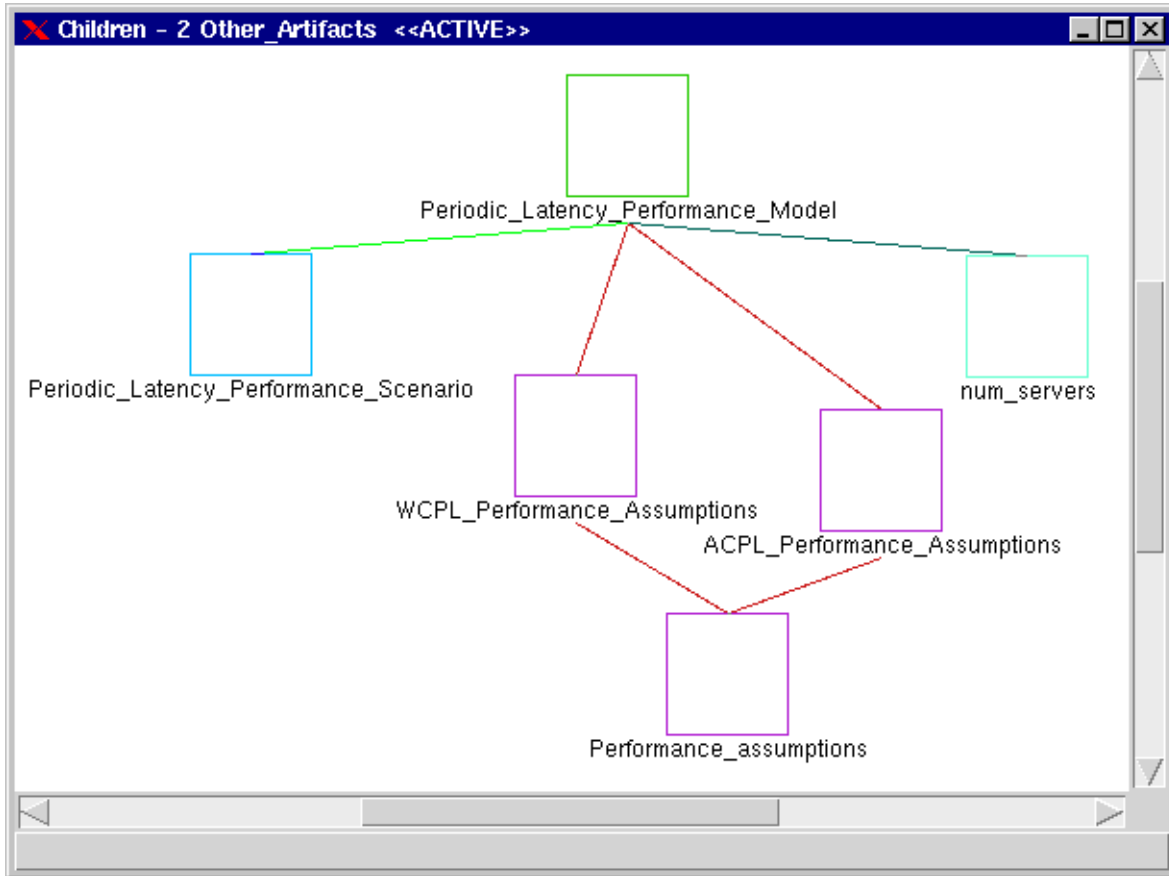 Children - 2 Other_Artifacts <<ACTIVE>>
Periodic_Latency_Performance_Model
Periodic_Latency_Performance_Scenario
num_servers
WCPL_Performance_Assumptions
ACPL_Performance_Assumptions
Performance_assumptions